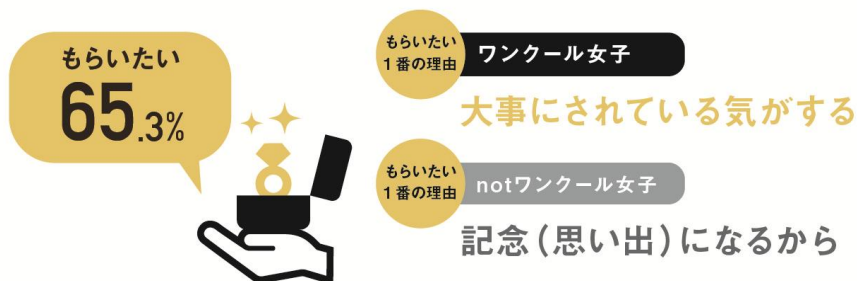 もらいたい
65.3%
もらいたい
1番の理由
ワンクール女子
大事にされている気がする
もらいたい
1番の理由
notワンクール女子
記念(思い出)になるから